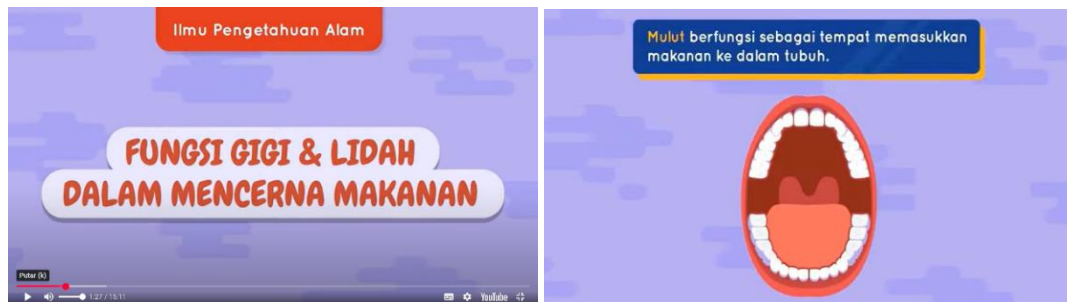 Ilmu Pengetahuan Alam
FUNGSI GIGI & LIDAH
DALAM MENCERNA MAKANAN
Putar (k)
1:27 / 15:11
YouTube
Mulut berfungsi sebagai tempat memasukkan
makanan ke dalam tubuh.